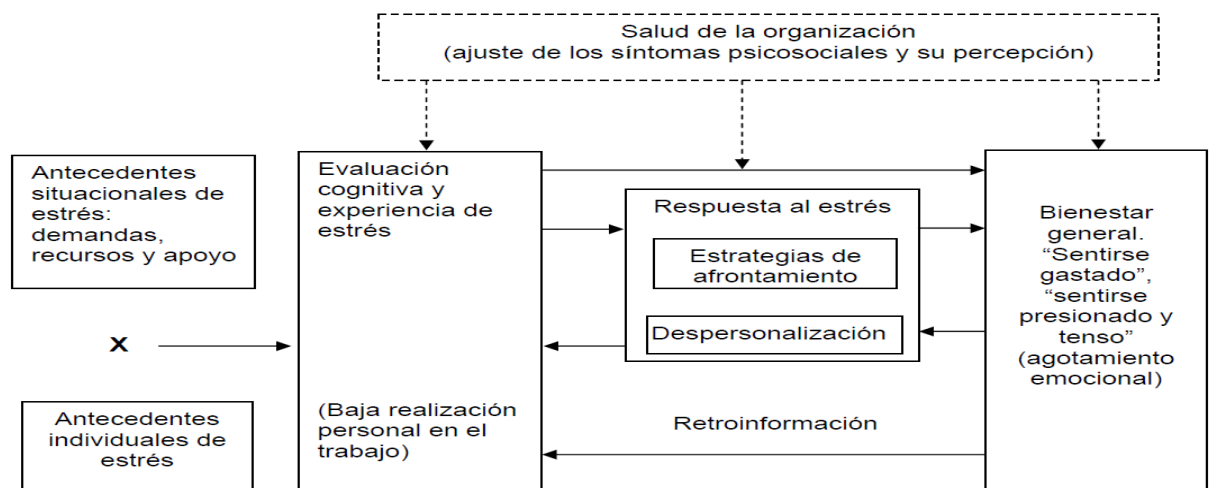 Salud de la organización
(ajuste de los síntomas psicosociales y su percepción)
Antecedentes
situacionales de
estrés:
demandas,
recursos y apoyo
X
Antecedentes
individuales de
estrés
Evaluación
cognitiva y
experiencia de
estrés
(Baja realización
personal en el
trabajo)
Respuesta al estrés
Estrategias de
afrontamiento
Despersonalización
Retroinformación
Bienestar
general.
“Sentirse
gastado”,
“sentirse
presionado y
tenso”
(agotamiento
emocional)